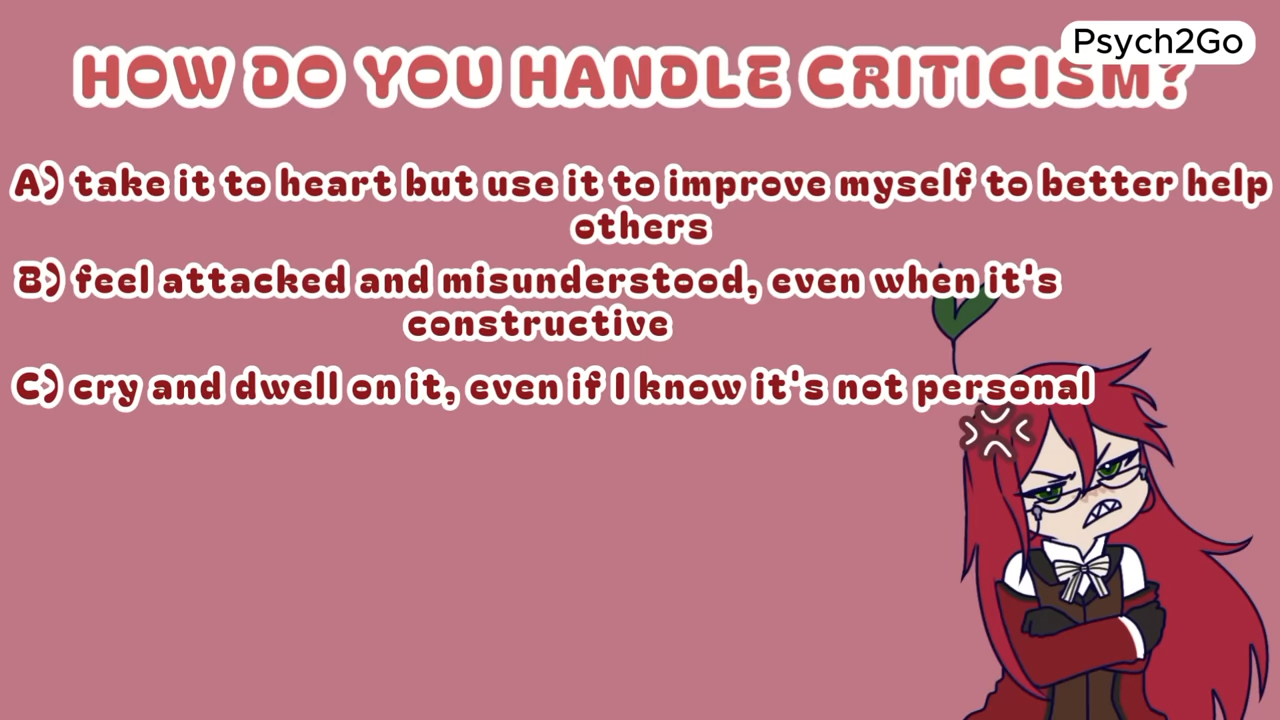 Psych2Go
HOW DO YOU HANDLE CRITICISM?
A) take it to heart but use it to improve myself to better help
others
B) feel attacked and misunderstood, even when it's
constructive
C) cry and dwell on it, even if I know it's not personal